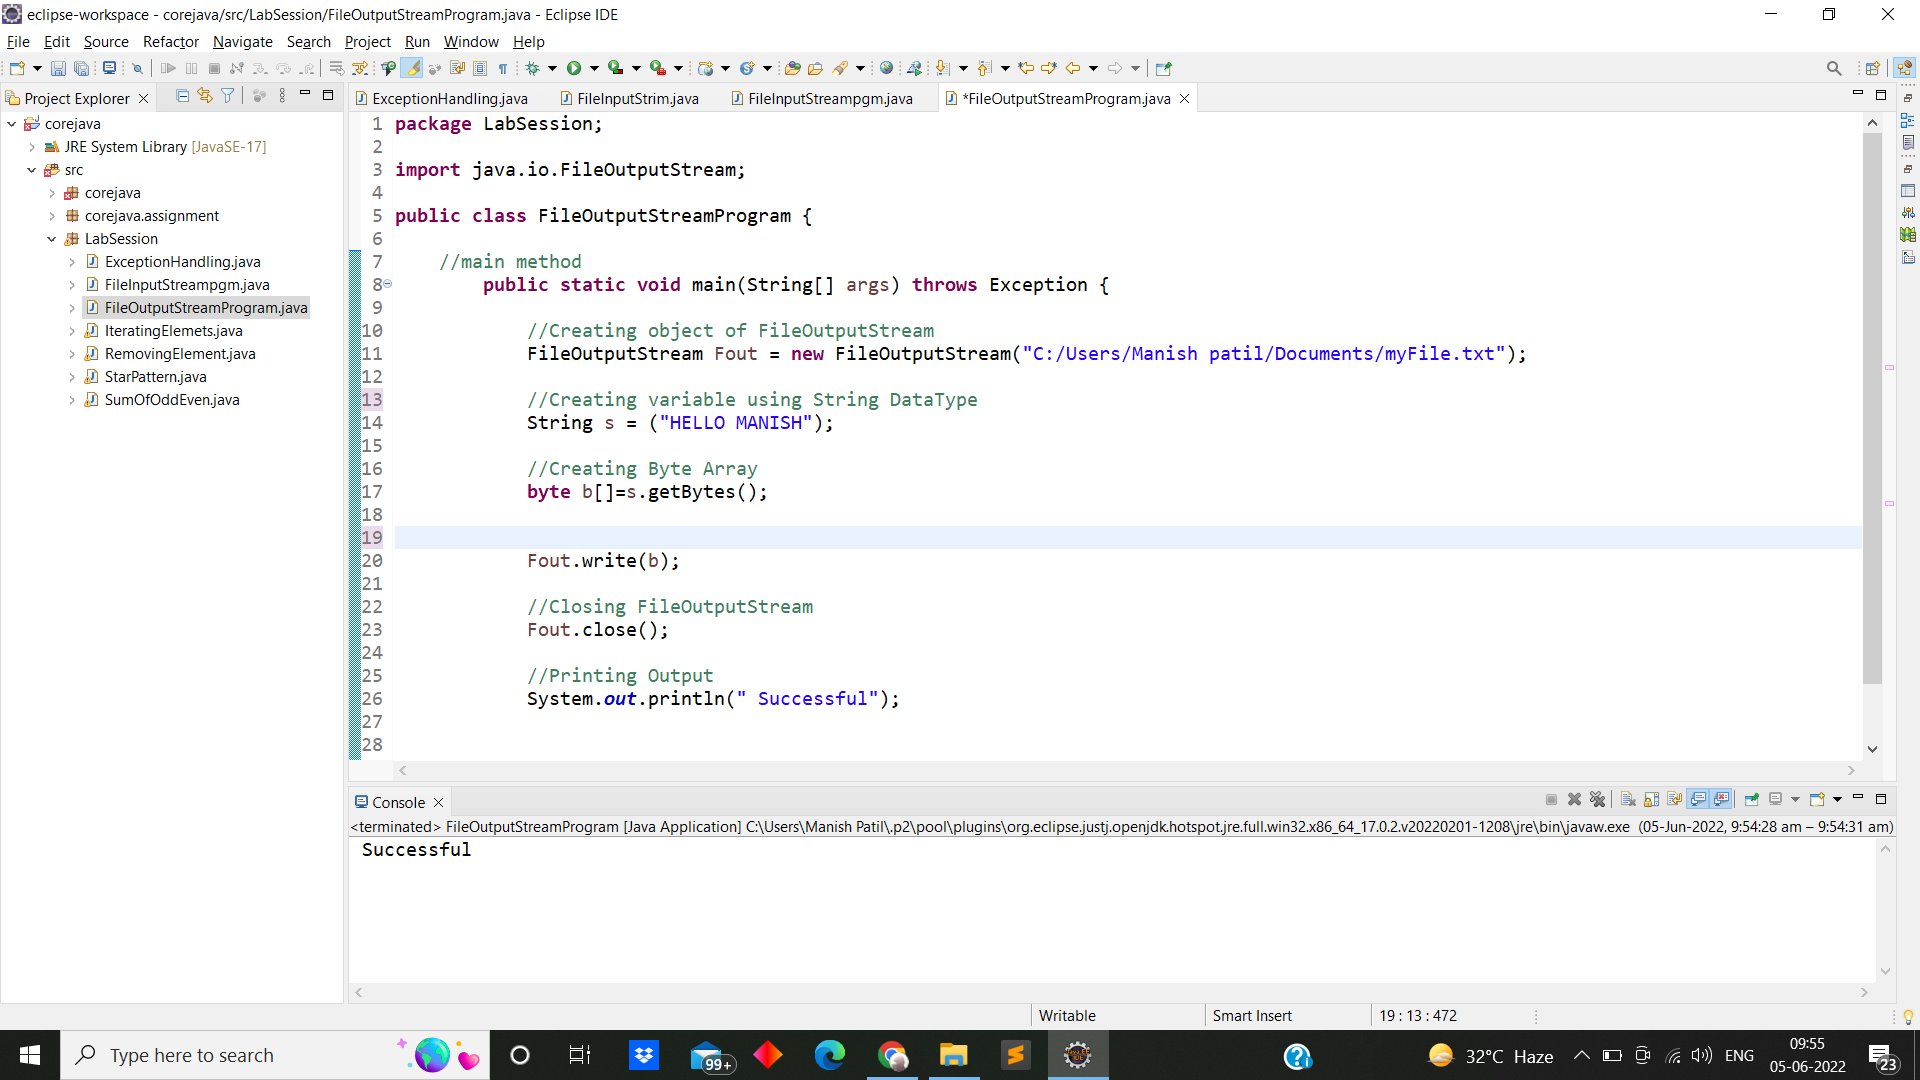 eclipse-workspace - corejava/src/LabSession/FileOutputStreamProgram.java - Eclipse IDE
File Edit Source Refactor Navigate Search Project Run Window Help
Project Explorer
ExceptionHandling.java FileInputStrim.java FileInputStreampgm.java *FileOutputStreamProgram.java
corejava
JRE System Library [JavaSE-17]
src
corejava
corejava.assignment
LabSession
ExceptionHandling.java
FileInputStreampgm.java
FileOutputStreamProgram.java
IteratingElemets.java
RemovingElement.java
StarPattern.java
SumOfOddEven.java
1 package LabSession;
2
3 import java.io.FileOutputStream;
4
5 public class FileOutputStreamProgram {
6
7 //main method
8 public static void main(String[] args) throws Exception {
9
10 //Creating object of FileOutputStream
11 FileOutputStream Fout = new FileOutputStream("C:/Users/Manish patil/Documents/myFile.txt");
12
13 //Creating variable using String DataType
14 String s = ("HELLO MANISH");
15
16 //Creating Byte Array
17 byte b[]=s.getBytes();
18
19
20 Fout.write(b);
21
22 //Closing FileOutputStream
23 Fout.close();
24
25 //Printing Output
26 System.out.println(" Successful");
27
28
Console
<terminated> FileOutputStreamProgram [Java Application] C:\Users\Manish Patil\.p2\pool\plugins\org.eclipse.justj.openjdk.hotspot.jre.full.win32.x86_64_17.0.2.v20220201-1208\jre\bin\javaw.exe (05-Jun-2022, 9:54:28 am – 9:54:31 am)
Successful
Writable Smart Insert 19 : 13 : 472
Type here to search
99+
32°C Haze
ENG
09:55
05-06-2022
23